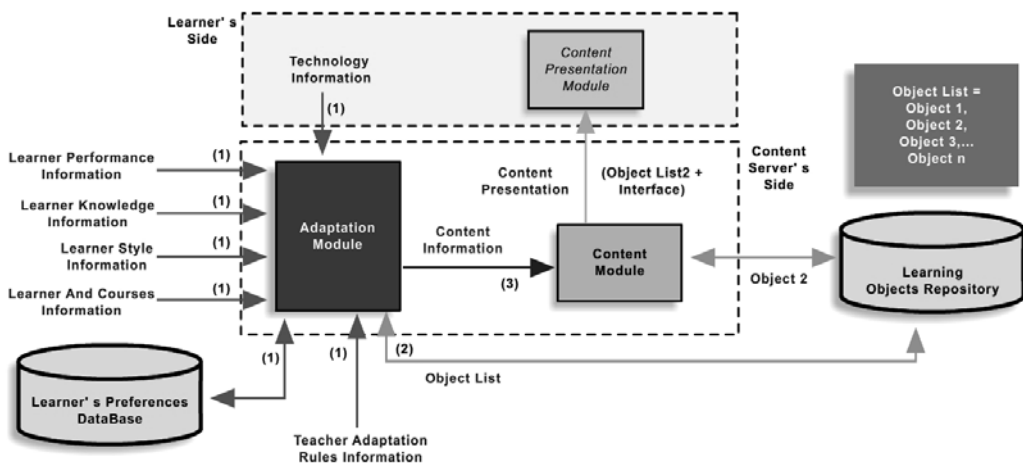 Learner' s
Side
Technology
Information
(1)
Content
Presentation
Module
Object List =
Object 1,
Object 2,
Object 3,...
Object n
Learner Performance
Information
(1)
Learner Knowledge
Information
(1)
Learner Style
Information
(1)
Learner And Courses
Information
(1)
Adaptation
Module
Content
Presentation
(Object List2 +
Interface)
Content
Server' s
Side
Content
Information
(3)
Content
Module
Object 2
Learning
Objects Repository
(1)
(1)
(2)
Object List
Learner' s Preferences
DataBase
Teacher Adaptation
Rules Information